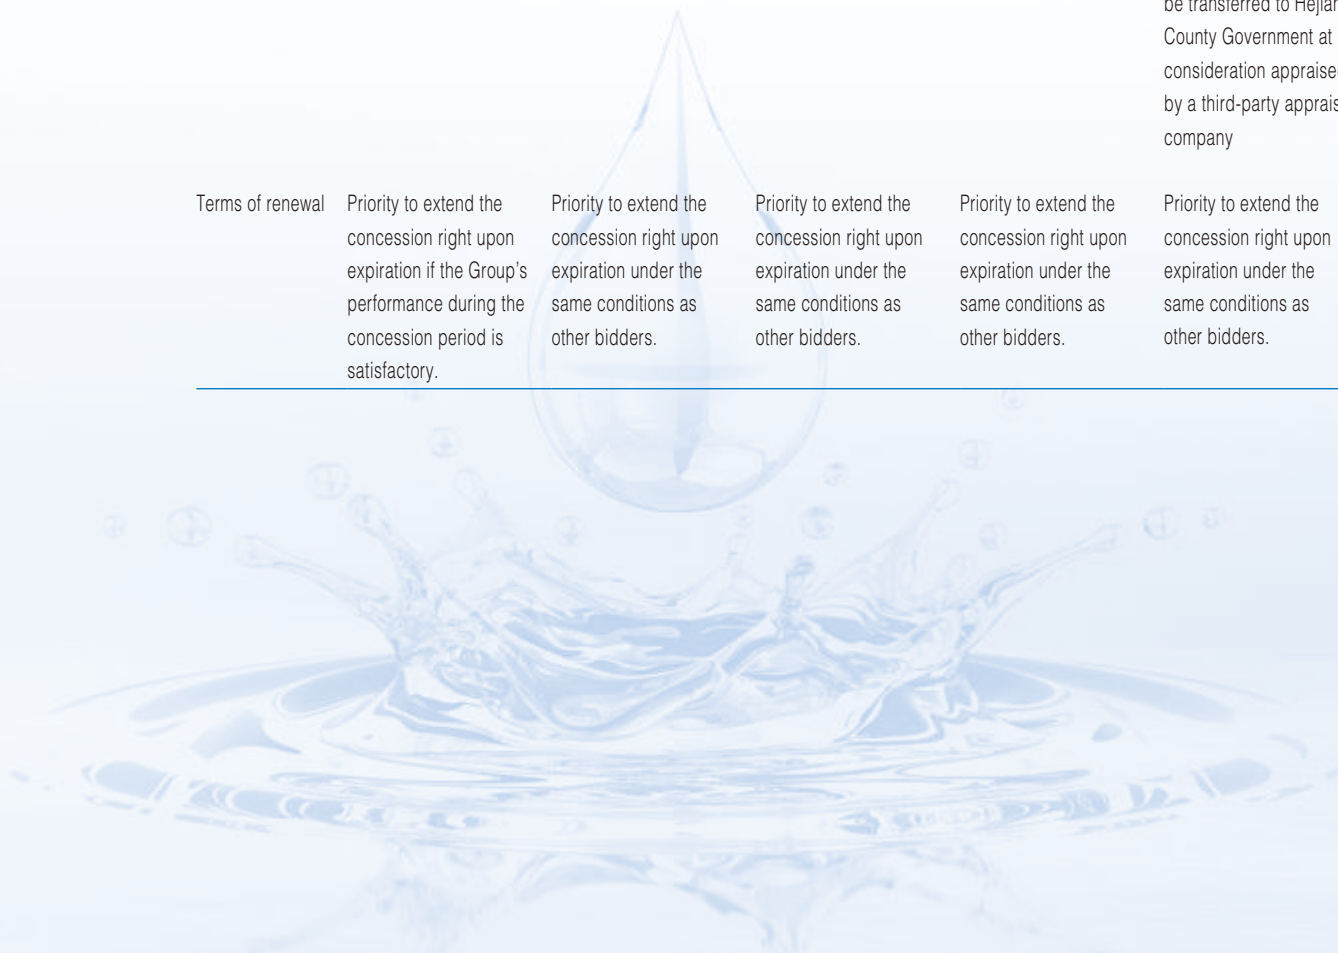 be transferred to
County Government at
consideration
by a third-party
company
Terms of renewal
Priority to extend the
concession right upon
expiration if the Group's
performance during the
concession period is
satisfactory.
Priority to extend the
concession right upon
expiration under the
same conditions as
other bidders.
Priority to extend the
concession right upon
expiration under the
same conditions as
other bidders.
Priority to extend the
concession right upon
expiration under the
same conditions as
other bidders.
Priority to extend the
concession right upon
expiration under the
same conditions as
other bidders.